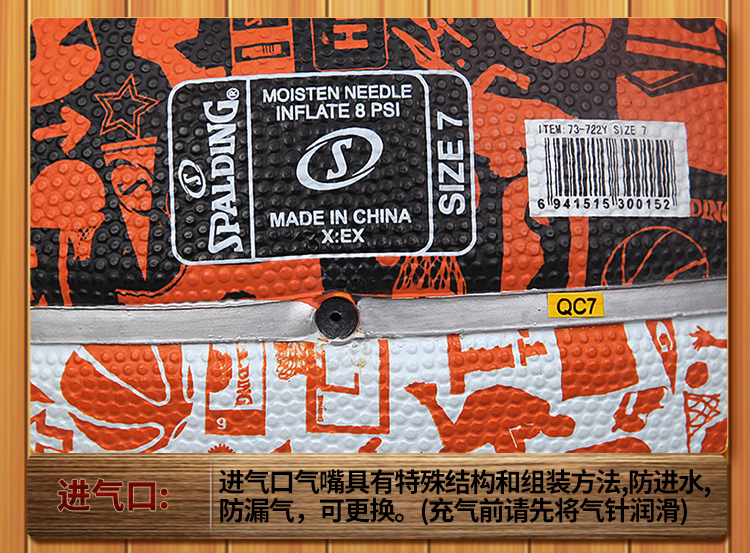 MOISTEN NEEDLE
INFLATE 8 PSI
SPALDING®
S
S
SIZE 7
MADE IN CHINA
X:EX
ITEM:73-722Y SIZE 7
6 941515 300152
DING
QC7
DING
6
进气口:
进气口气嘴具有特殊结构和组装方法,防进水,
防漏气，可更换。(充气前请先将气针润滑)